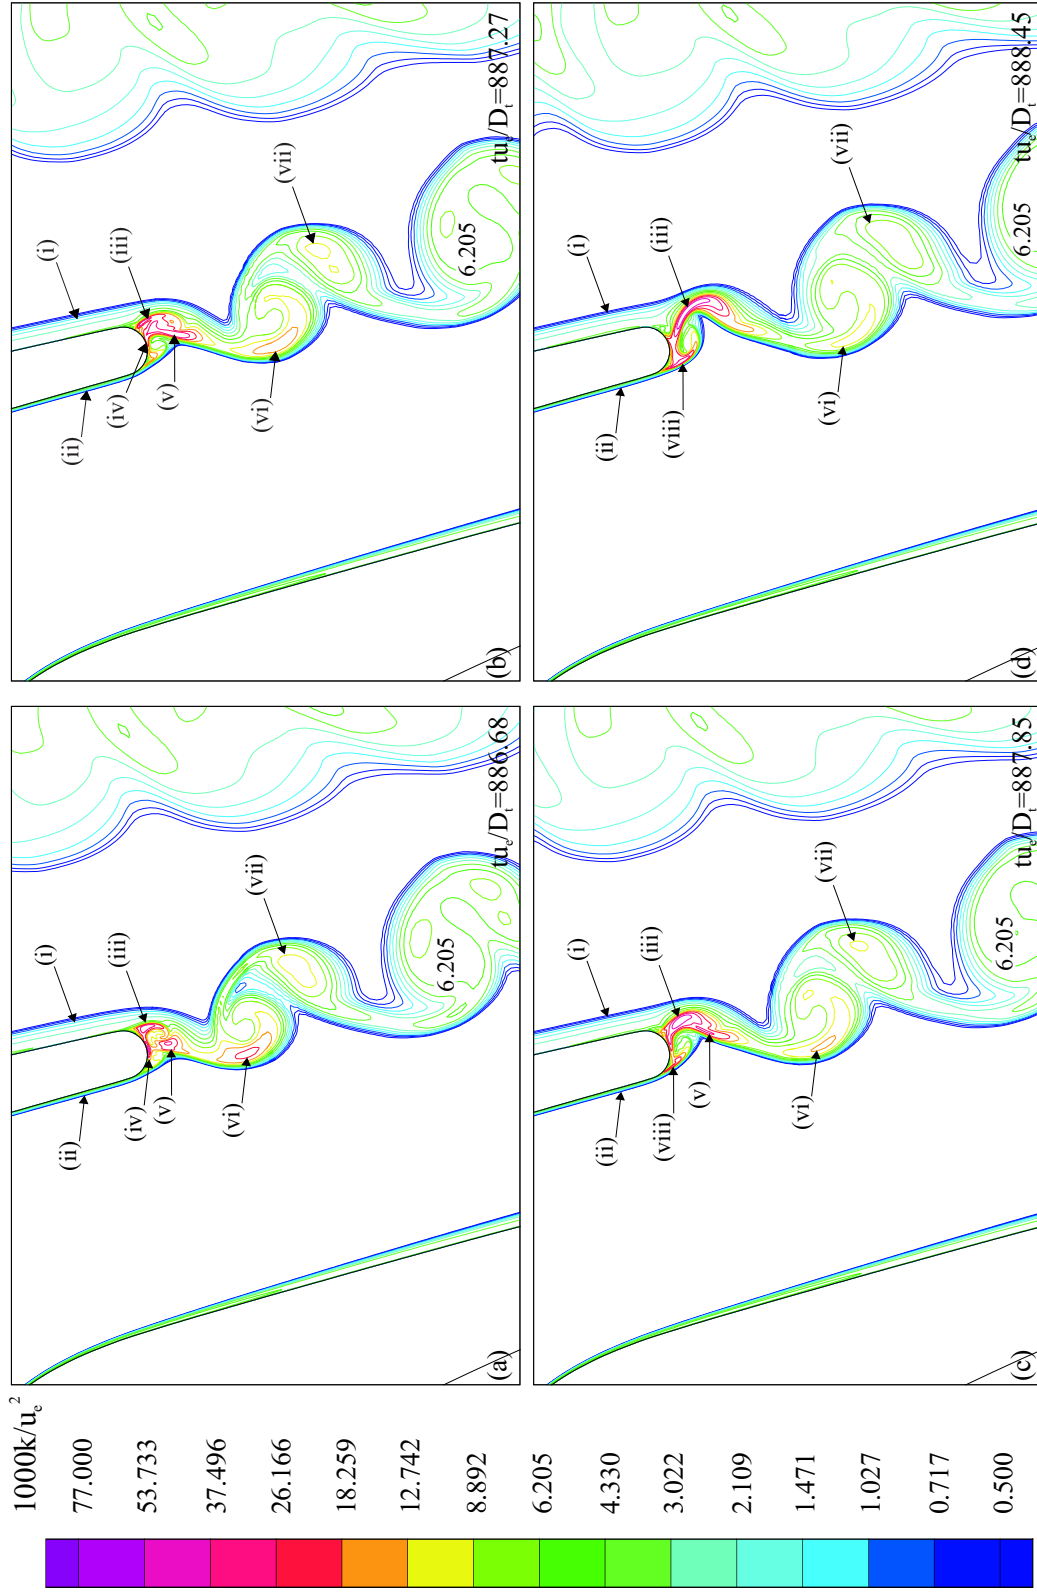 1000k/u_e^2
77.000
53.733
37.496
26.166
18.259
12.742
8.892
6.205
4.330
3.022
2.109
1.471
1.027
0.717
0.500
(i)
(ii)
(iii)
(iv)
(v)
(vi)
(vii)
6.205
(a)
tu_e/D_t=886.68
(i)
(ii)
(iii)
(iv)
(v)
(vi)
(vii)
6.205
(b)
tu_e/D_t=887.27
(i)
(ii)
(iii)
(viii)
(v)
(vi)
(vii)
6.205
(c)
tu_e/D_t=887.85
(i)
(ii)
(iii)
(viii)
(vi)
(vii)
6.205
(d)
tu_e/D_t=888.45